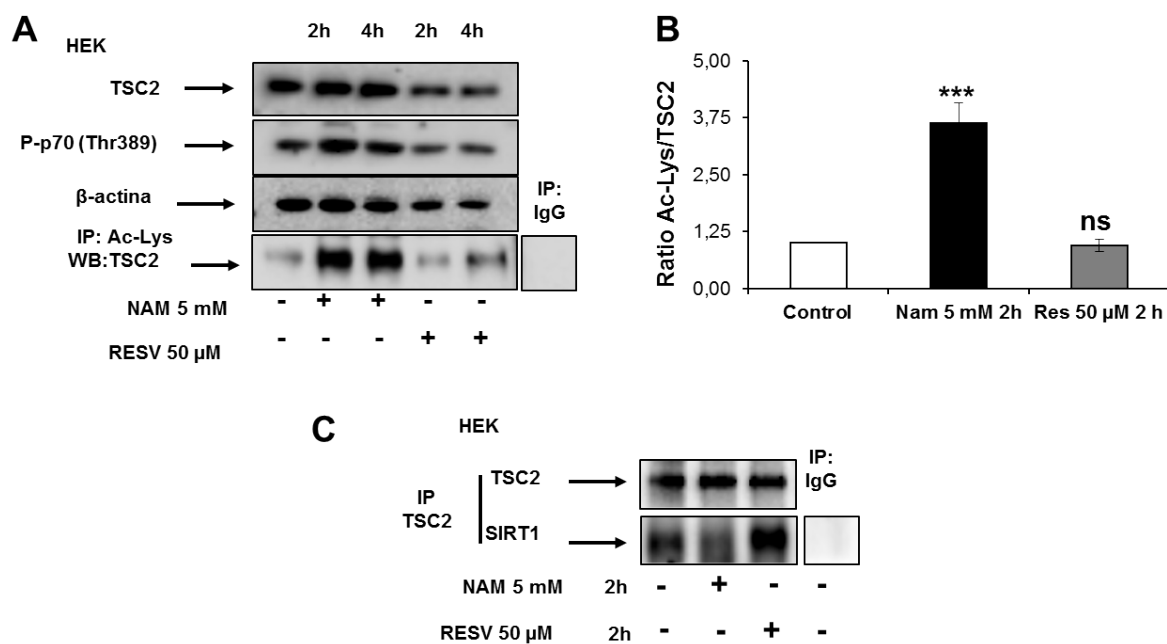 A
HEK
2h 4h 2h 4h
TSC2
P-p70 (Thr389)
β-actina
IP: Ac-Lys
WB:TSC2
IP:
IgG
NAM 5 mM - + + - -
RESV 50 µM - - - + +
B
Ratio Ac-Lys/TSC2
5,00
3,75
2,50
1,25
0,00
***
ns
Control Nam 5 mM 2h Res 50 µM 2 h
C
HEK
IP
TSC2
TSC2
SIRT1
IP:
IgG
NAM 5 mM 2h - + - -
RESV 50 µM 2h - - + -